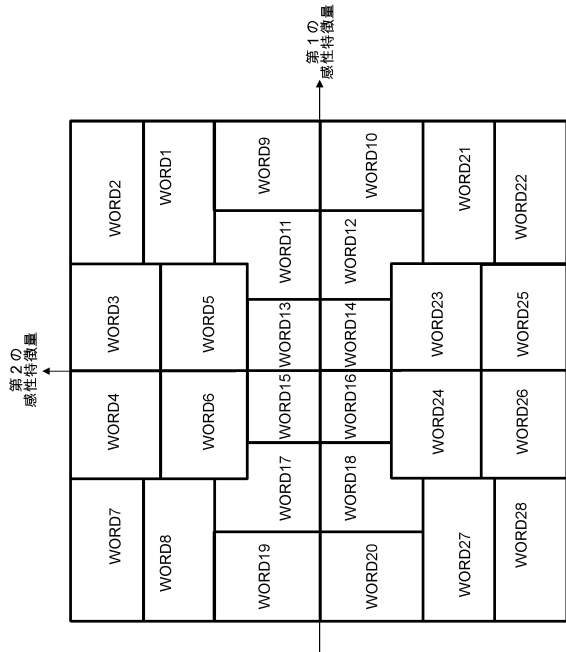 第２の
感性特徴量
第１の
感性特徴量
WORD7
WORD4
WORD3
WORD2
WORD8
WORD6
WORD5
WORD1
WORD19
WORD17
WORD15
WORD13
WORD11
WORD9
WORD20
WORD18
WORD16
WORD14
WORD12
WORD10
WORD27
WORD24
WORD23
WORD21
WORD28
WORD26
WORD25
WORD22